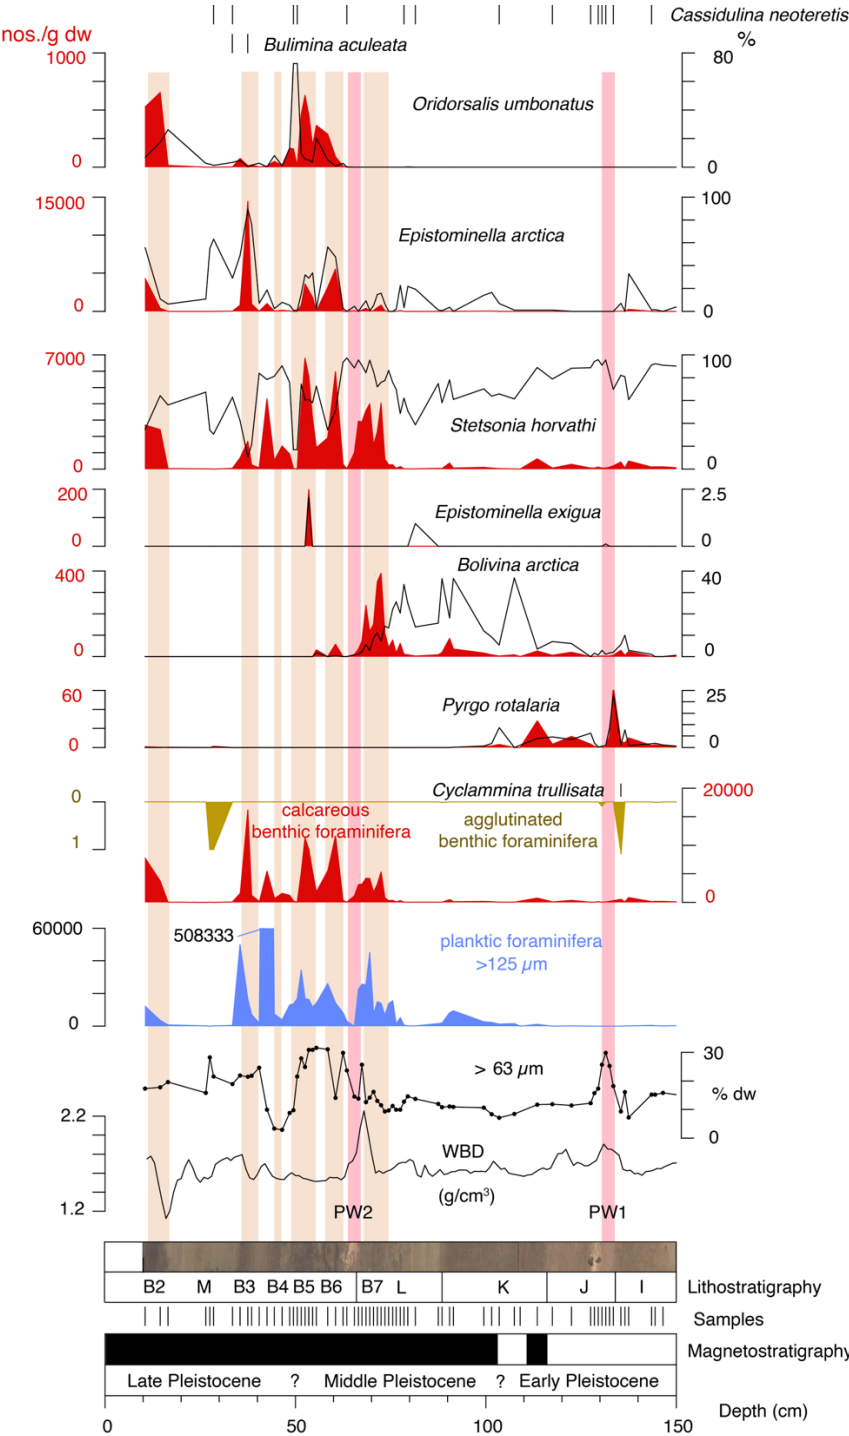 Cassidulina neoteretis
nos./g dw
Bulimina aculeata
%
1000
80
Oridorsalis umbonatus
0
0
15000
100
Epistominella arctica
0
0
7000
100
Stetsonia horvathi
0
0
200
2.5
Epistominella exigua
0
0
Bolivina arctica
400
40
0
0
60
25
Pyrgo rotalaria
0
0
Cyclammina trullisata
0
20000
calcareous
benthic foraminifera
agglutinated
benthic foraminifera
1
0
60000
508333
planktic foraminifera
>125 µm
0
30
> 63 µm
% dw
2.2
0
WBD
(g/cm³)
1.2
PW2
PW1
B2 M B3 B4 B5 B6 B7 L K J I
Lithostratigraphy
Samples
Magnetostratigraphy
Late Pleistocene ? Middle Pleistocene ? Early Pleistocene
Depth (cm)
0 50 100 150